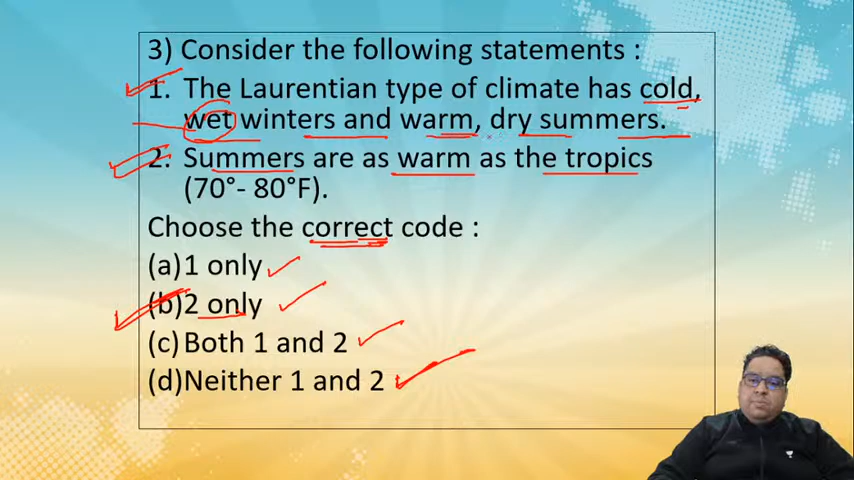 3) Consider the following statements :
1. The Laurentian type of climate has cold,
wet winters and warm, dry summers.
2. Summers are as warm as the tropics
(70°- 80°F).
Choose the correct code :
(a)1 only
(b)2 only
(c)Both 1 and 2
(d)Neither 1 and 2